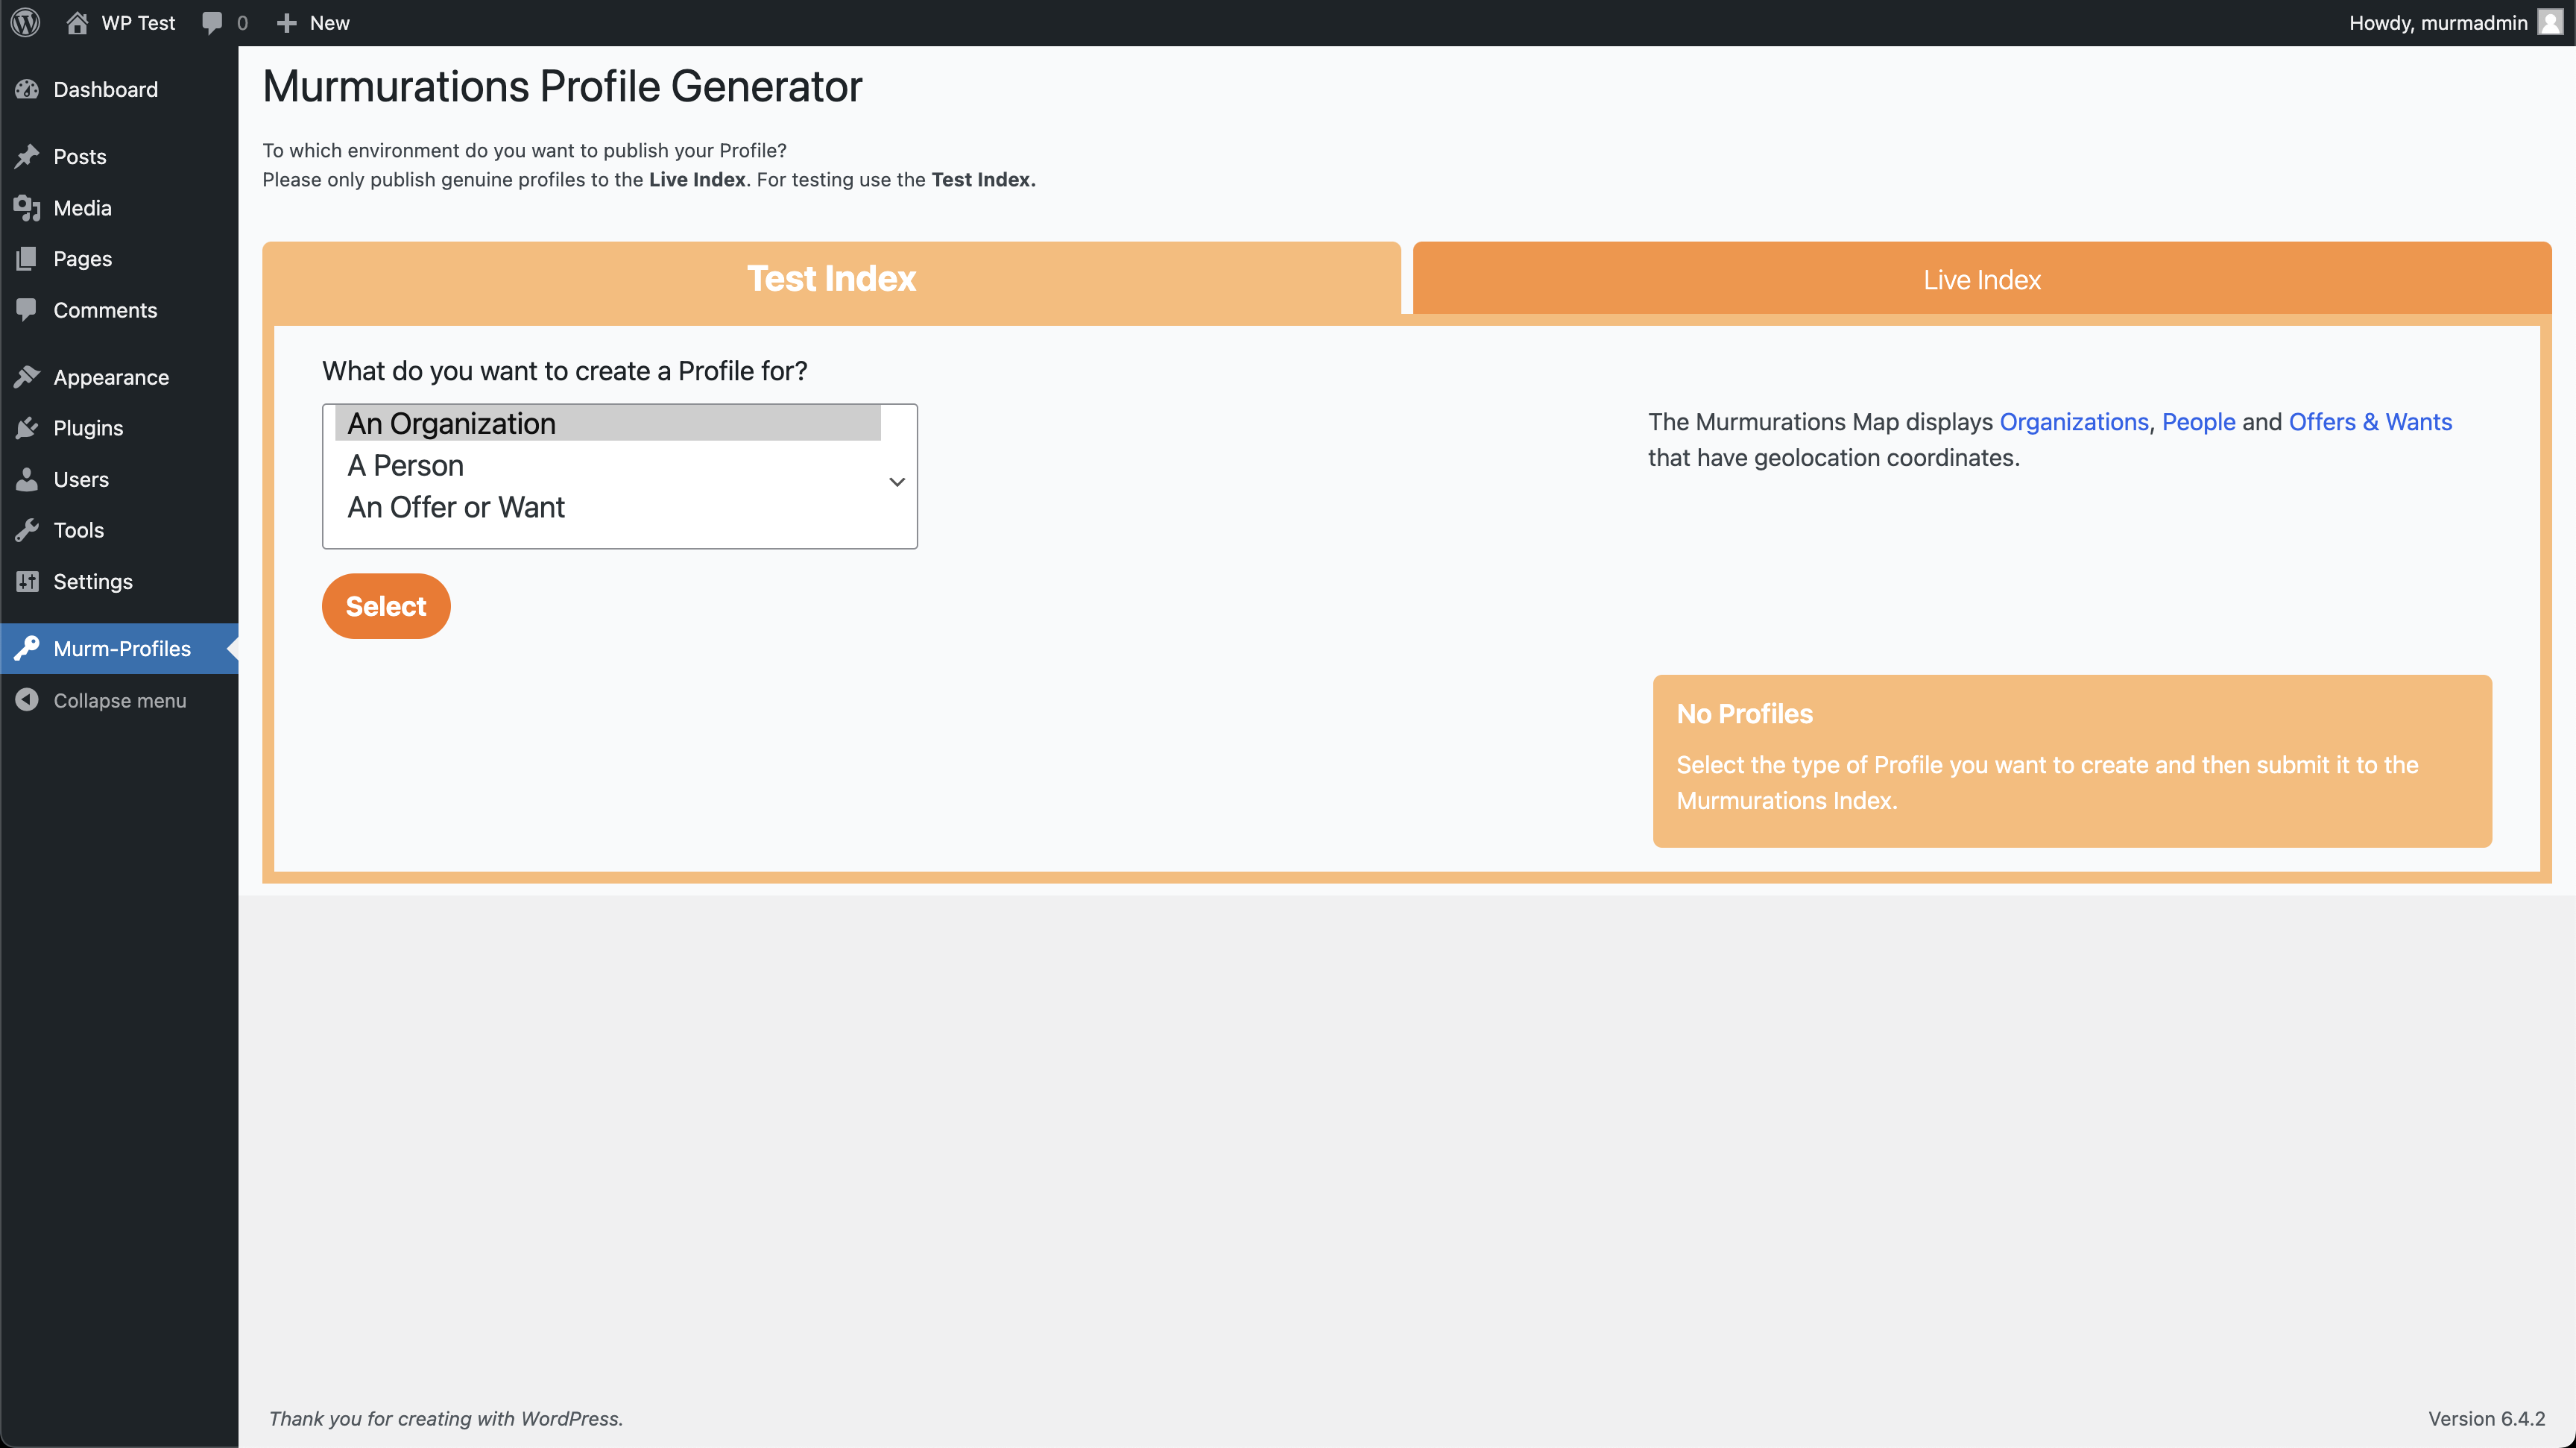 WP Test
0
New
Howdy, murmadmin
Dashboard
Posts
Media
Pages
Comments
Appearance
Plugins
Users
Tools
Settings
Murm-Profiles
Collapse menu
Murmurations Profile Generator
To which environment do you want to publish your Profile?
Please only publish genuine profiles to the Live Index. For testing use the Test Index.
Test Index
Live Index
What do you want to create a Profile for?
An Organization
A Person
An Offer or Want
Select
The Murmurations Map displays Organizations, People and Offers & Wants
that have geolocation coordinates.
No Profiles
Select the type of Profile you want to create and then submit it to the
Murmurations Index.
Thank you for creating with WordPress.
Version 6.4.2